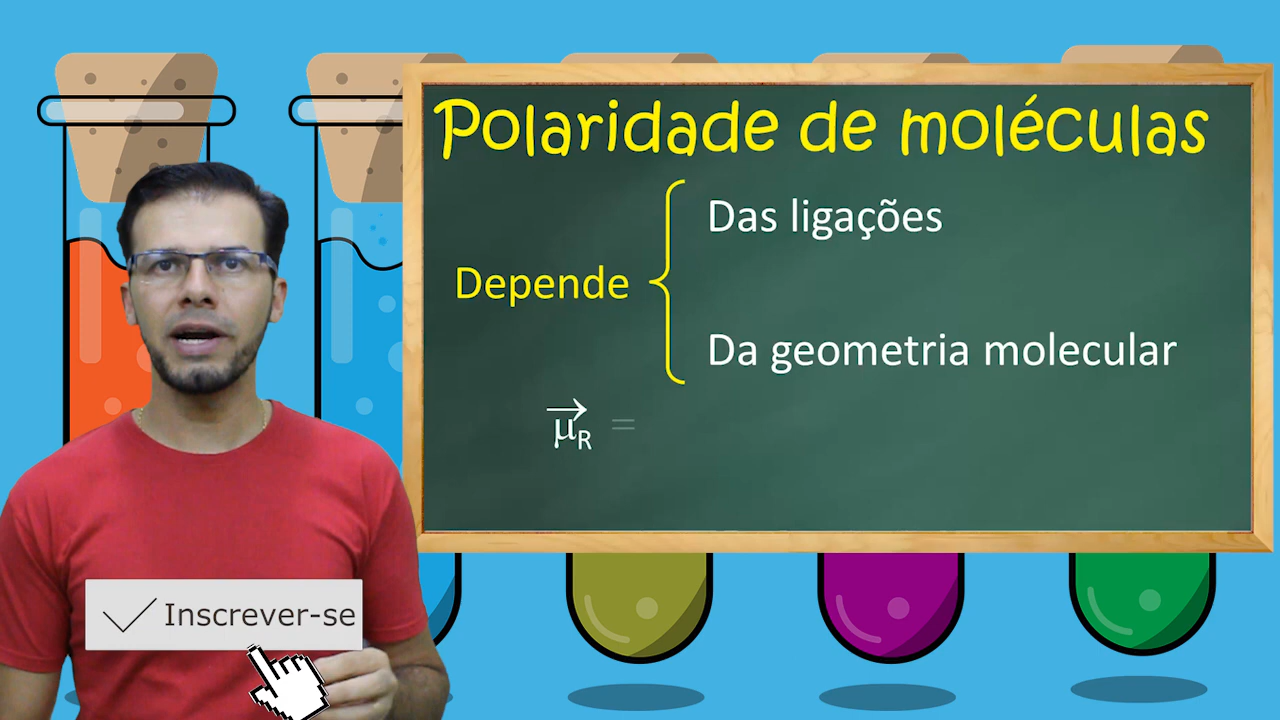 Polaridade de moléculas
Das ligações
Depende
Da geometria molecular
μ⃗R =
Inscrever-se